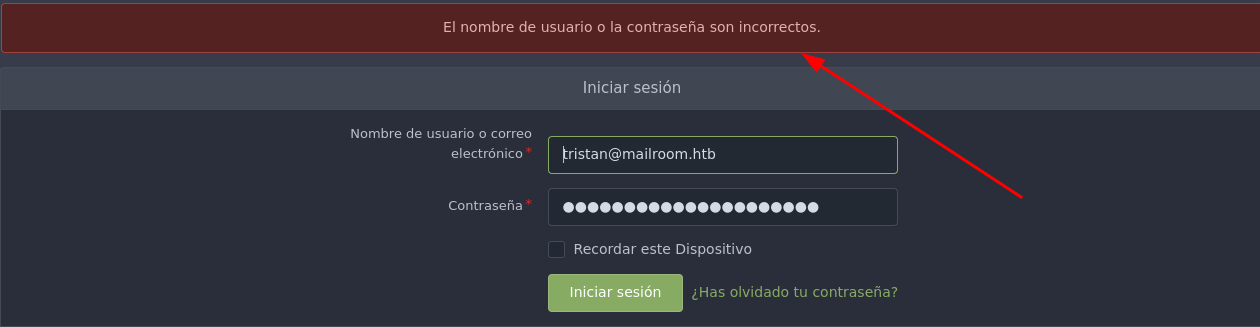 El nombre de usuario o la contraseña son incorrectos.
Iniciar sesión
Nombre de usuario o correo
electrónico *
tristan@mailroom.htb
Contraseña *
●●●●●●●●●●●●●●●●●●●●●
Recordar este Dispositivo
Iniciar sesión ¿Has olvidado tu contraseña?